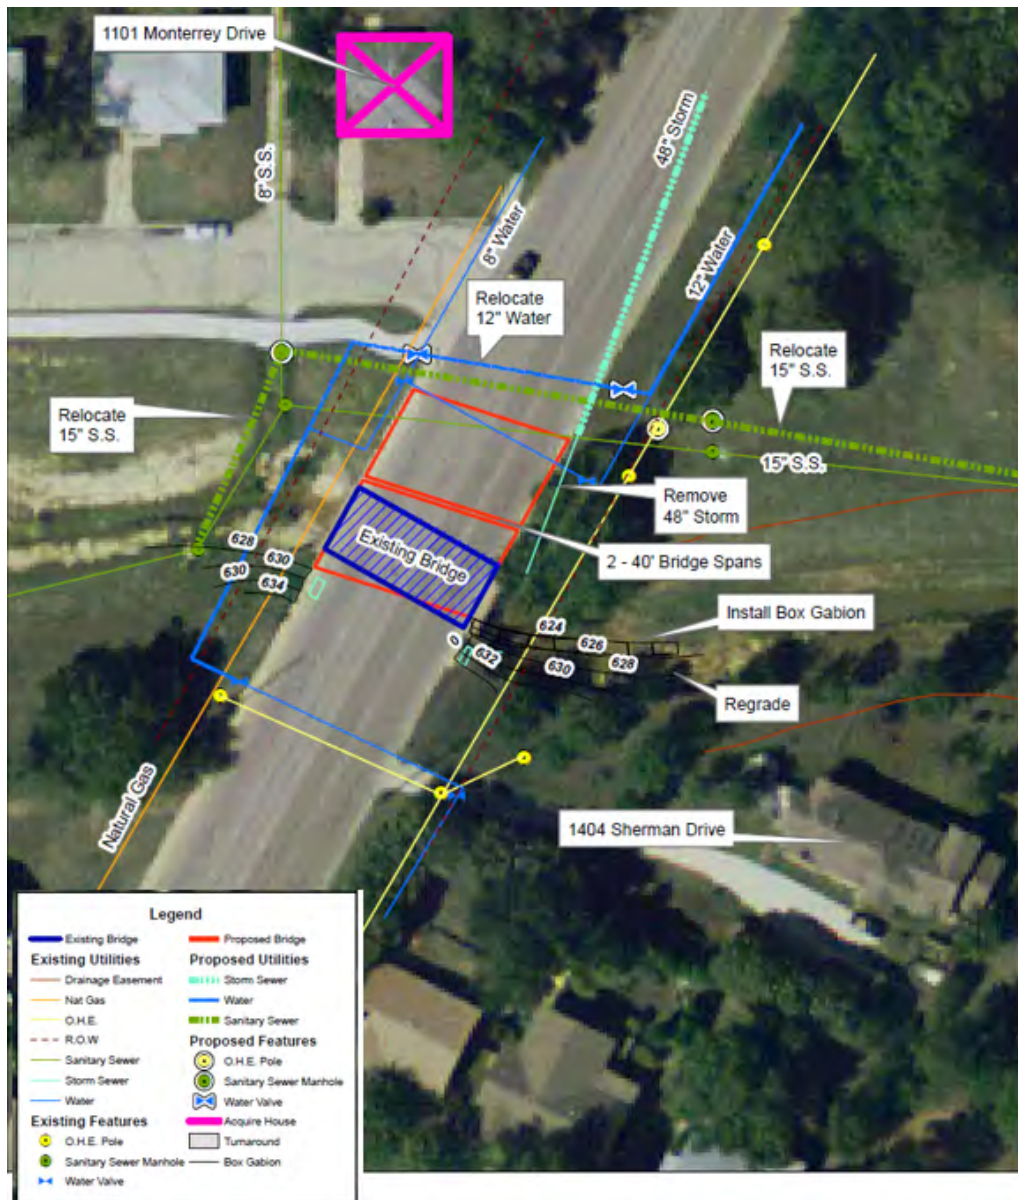 1101 Monterrey Drive
8" S.S.
48" Storm
8" Water
12" Water
Relocate
12" Water
Relocate
15" S.S.
Relocate
15" S.S.
15" S.S.
Remove
48" Storm
Existing Bridge
2 - 40' Bridge Spans
628
630
630
634
624
626
Install Box Gabion
0
632
630
628
Regrade
Natural Gas
1404 Sherman Drive
Legend
Existing Bridge
Proposed Bridge
Existing Utilities
Proposed Utilities
Drainage Easement
Storm Sewer
Nat Gas
Water
O.H.E.
Sanitary Sewer
R.O.W
Proposed Features
Sanitary Sewer
O.H.E. Pole
Storm Sewer
Sanitary Sewer Manhole
Water
Water Valve
Existing Features
Acquire House
O.H.E. Pole
Turnaround
Sanitary Sewer Manhole
Box Gabion
Water Valve